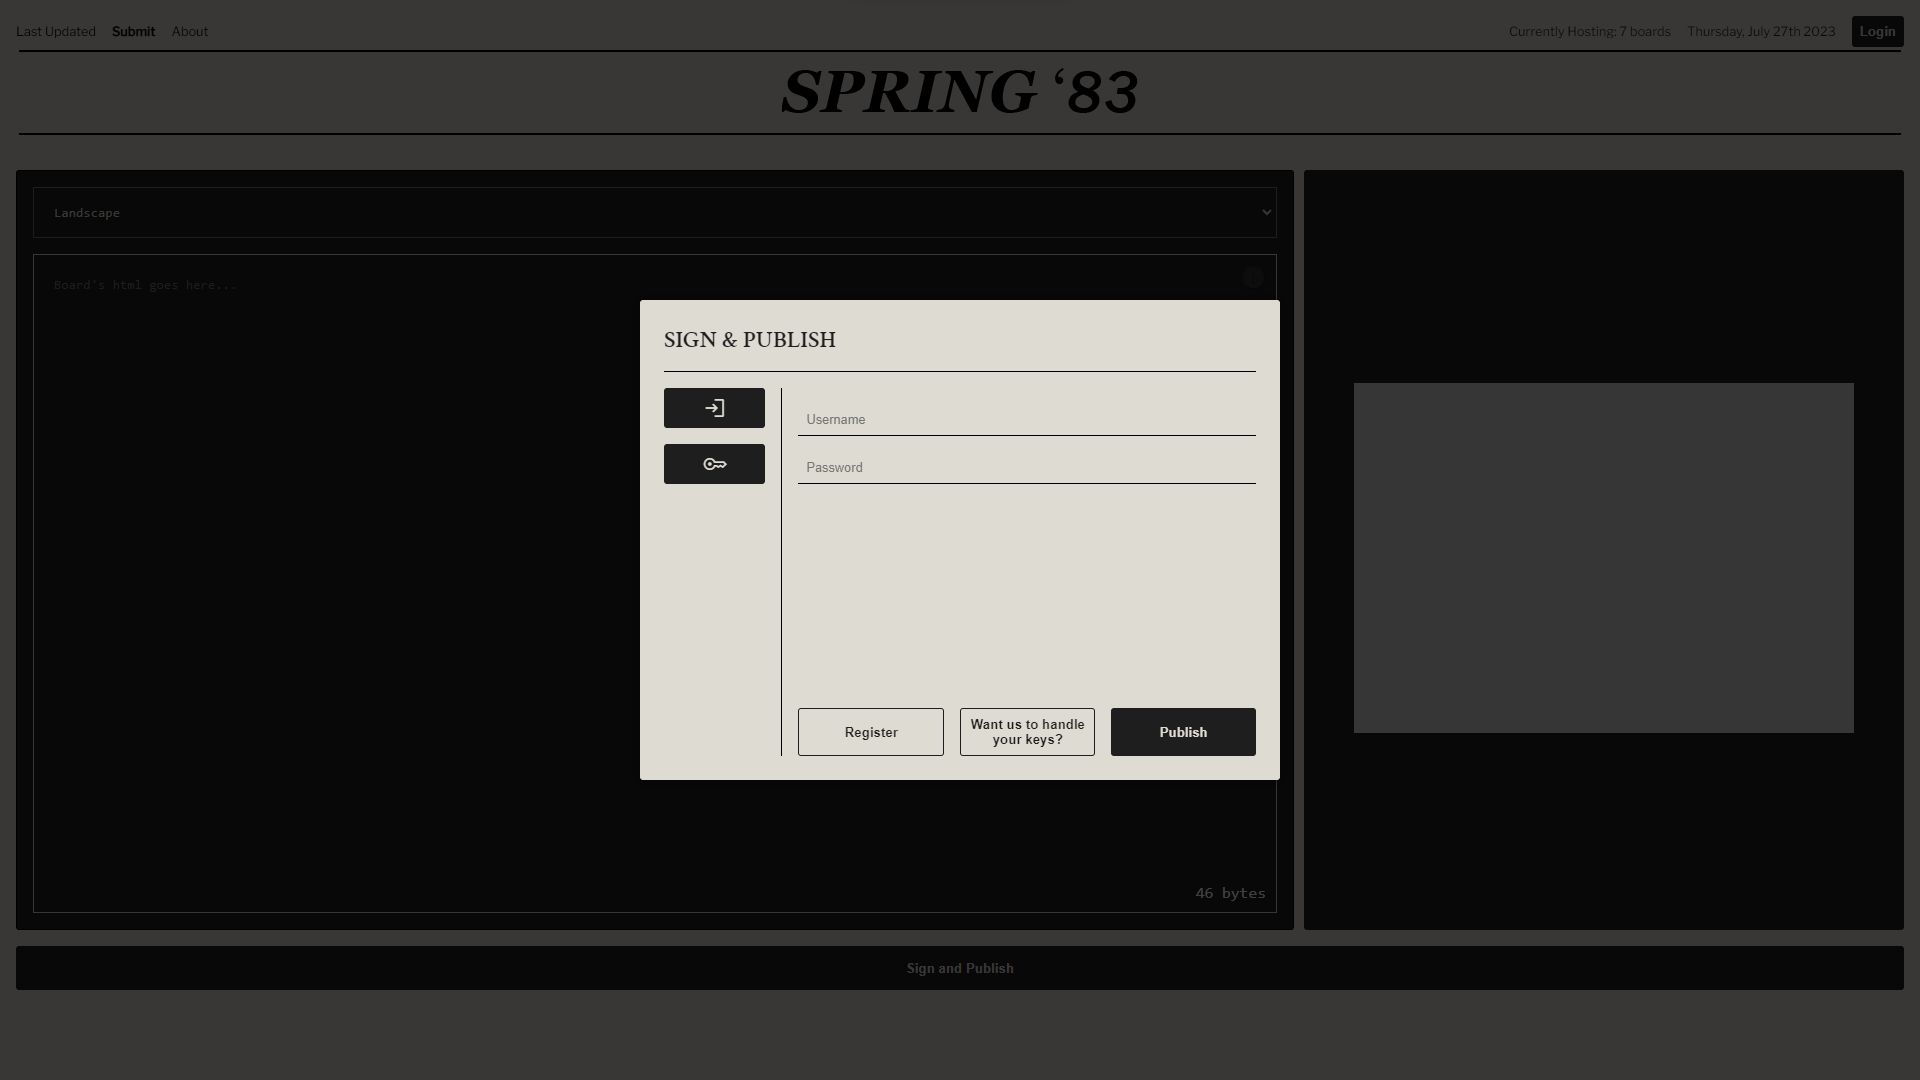 Last Updated Submit About
Currently Hosting: 7 boards Thursday, July 27th 2023 Login
SPRING ‘83
Landscape
Board's html goes here...
SIGN & PUBLISH
Username
Password
Register
Want us to handle
your keys?
Publish
46 bytes
Sign and Publish